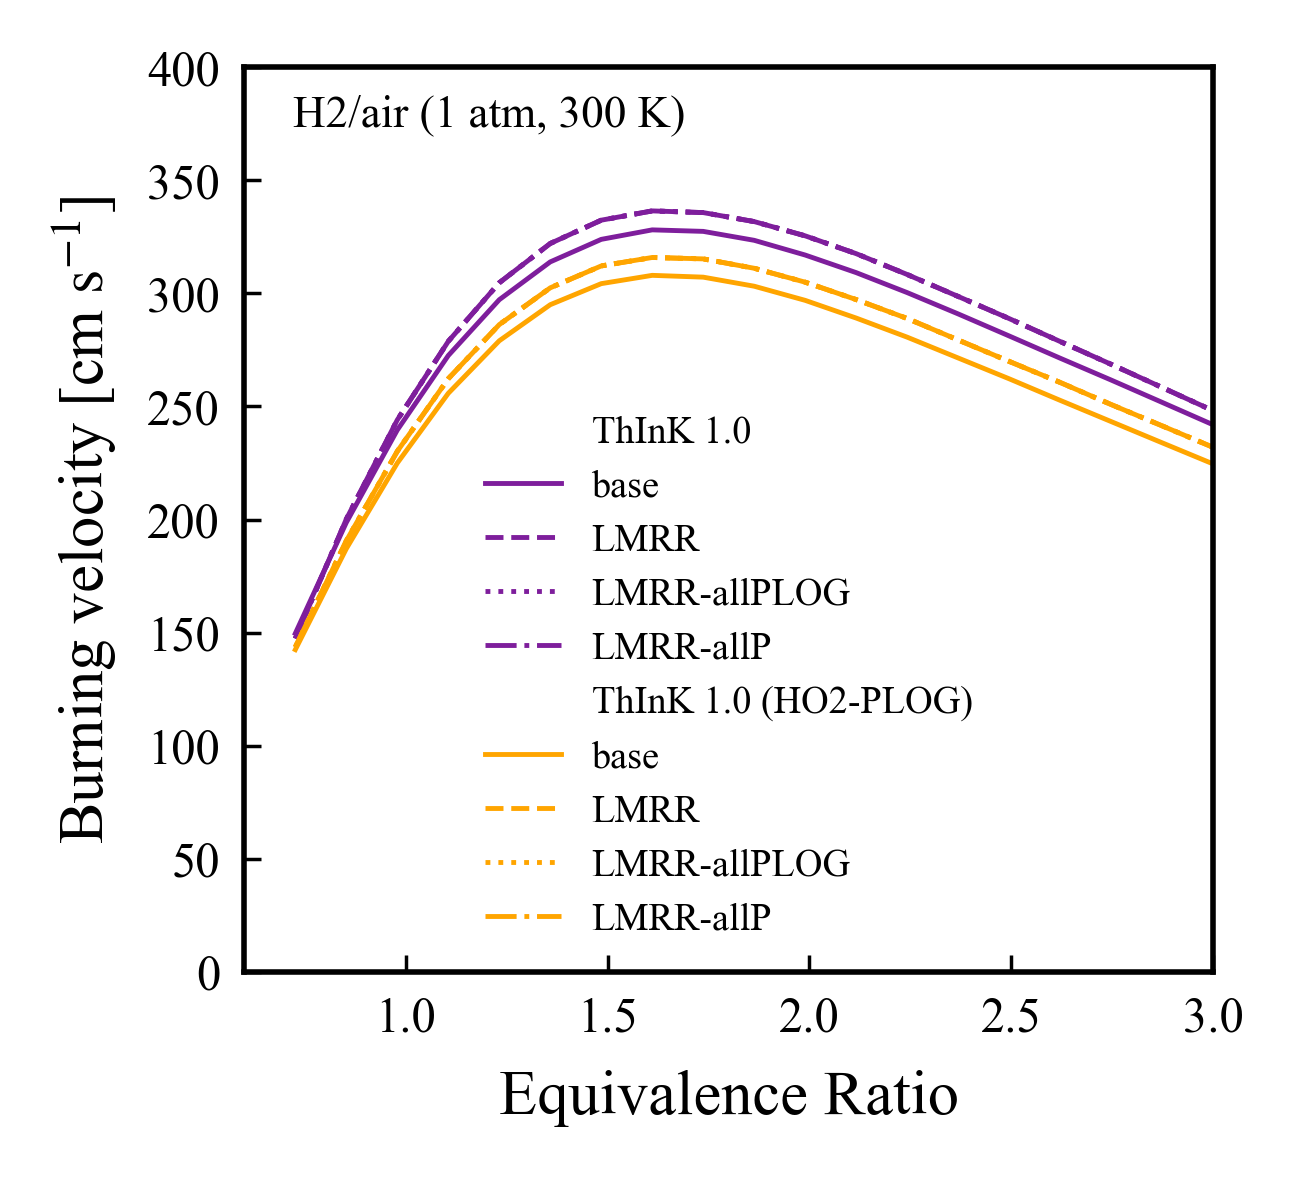 400
H2/air (1 atm, 300 K)
350
300
250
200
150
100
50
0
Burning velocity [cm s⁻¹]
ThInK 1.0
base
LMRR
LMRR-allPLOG
LMRR-allP
ThInK 1.0 (HO2-PLOG)
base
LMRR
LMRR-allPLOG
LMRR-allP
1.0 1.5 2.0 2.5 3.0
Equivalence Ratio